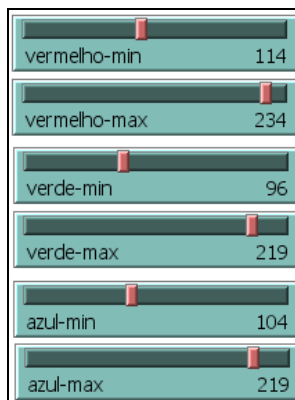 vermelho-min 114
vermelho-max 234
verde-min 96
verde-max 219
azul-min 104
azul-max 219